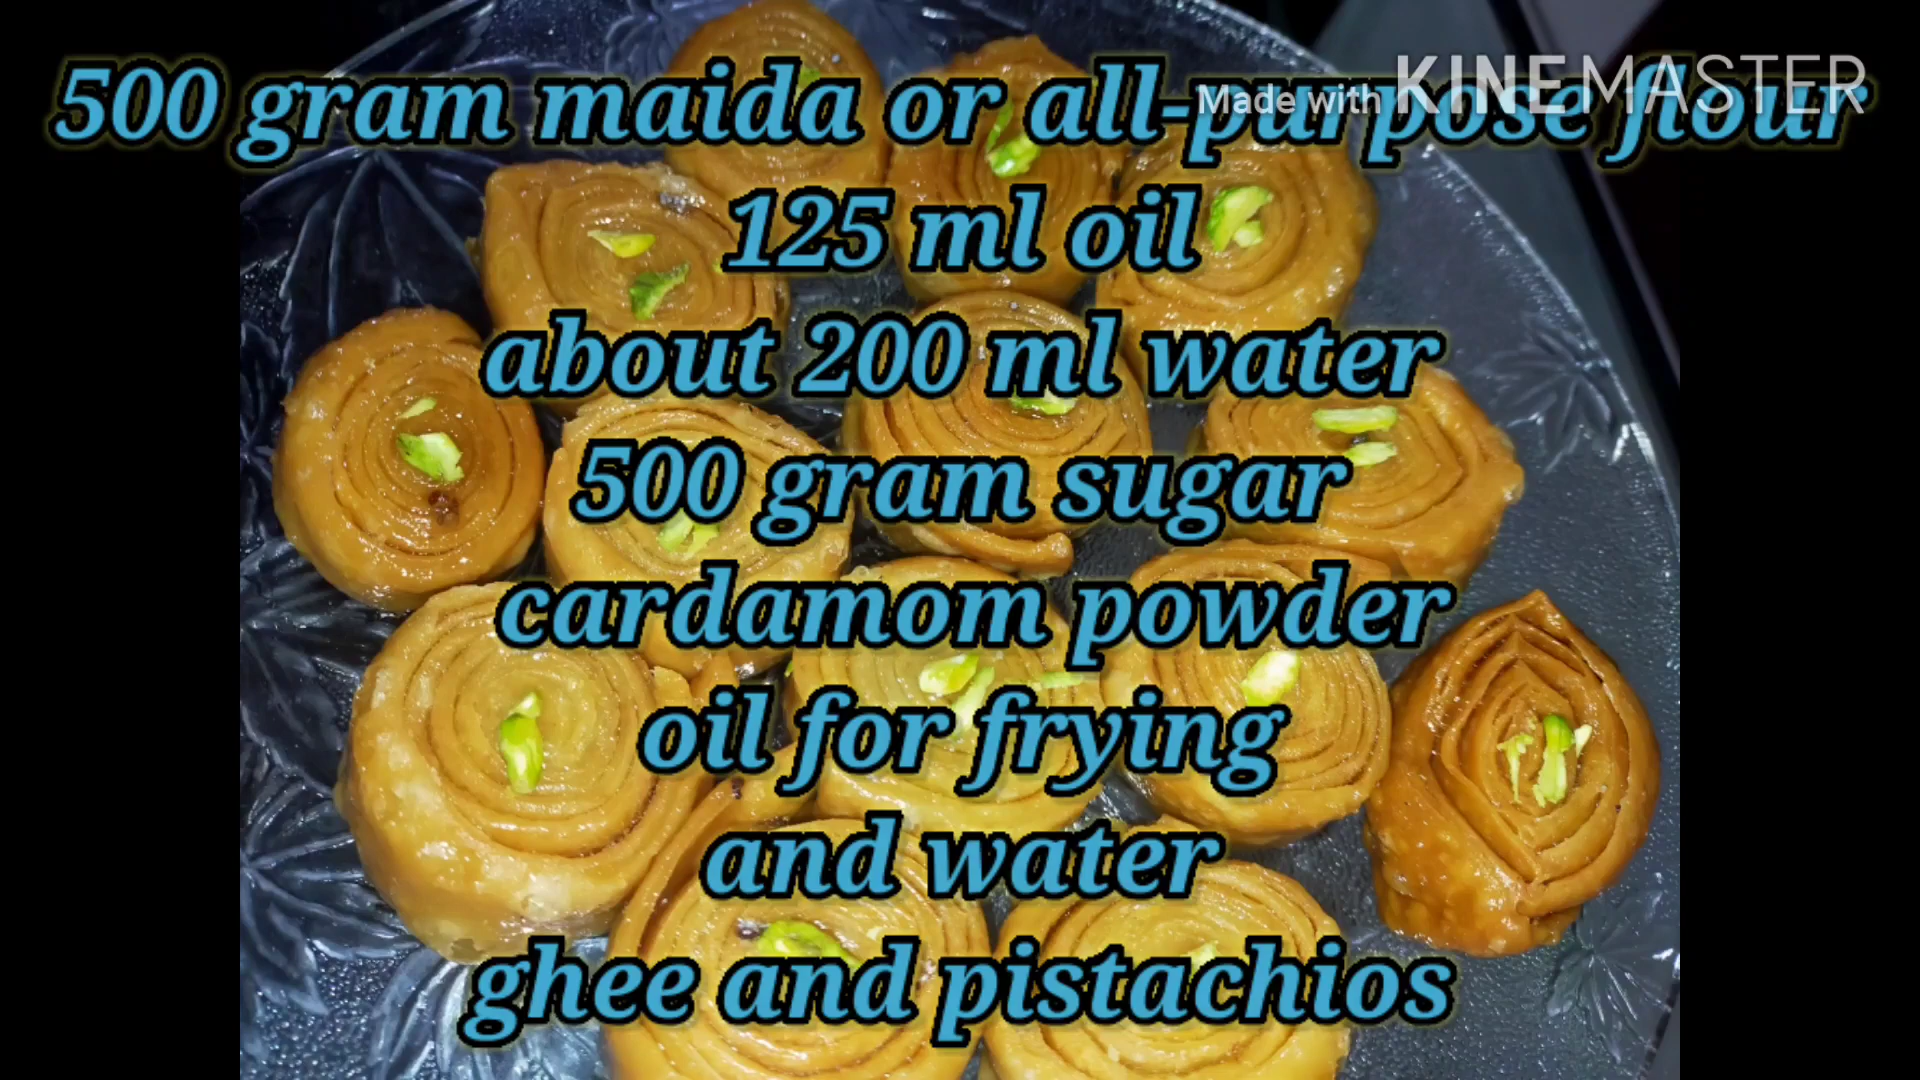 Made with KINEMASTER
500 gram maida or all-purpose flour
125 ml oil
about 200 ml water
500 gram sugar
cardamom powder
oil for frying
and water
ghee and pistachios